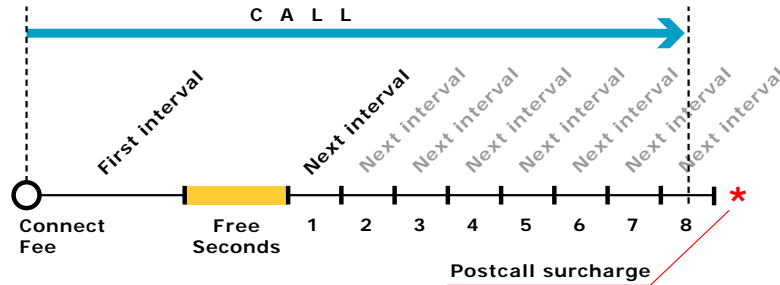 C A L L
First interval
Next interval
Next interval
Next interval
Next interval
Next interval
Next interval
Next interval
Next interval
*
Connect
Fee
Free
Seconds
1 2 3 4 5 6 7 8
Postcall surcharge